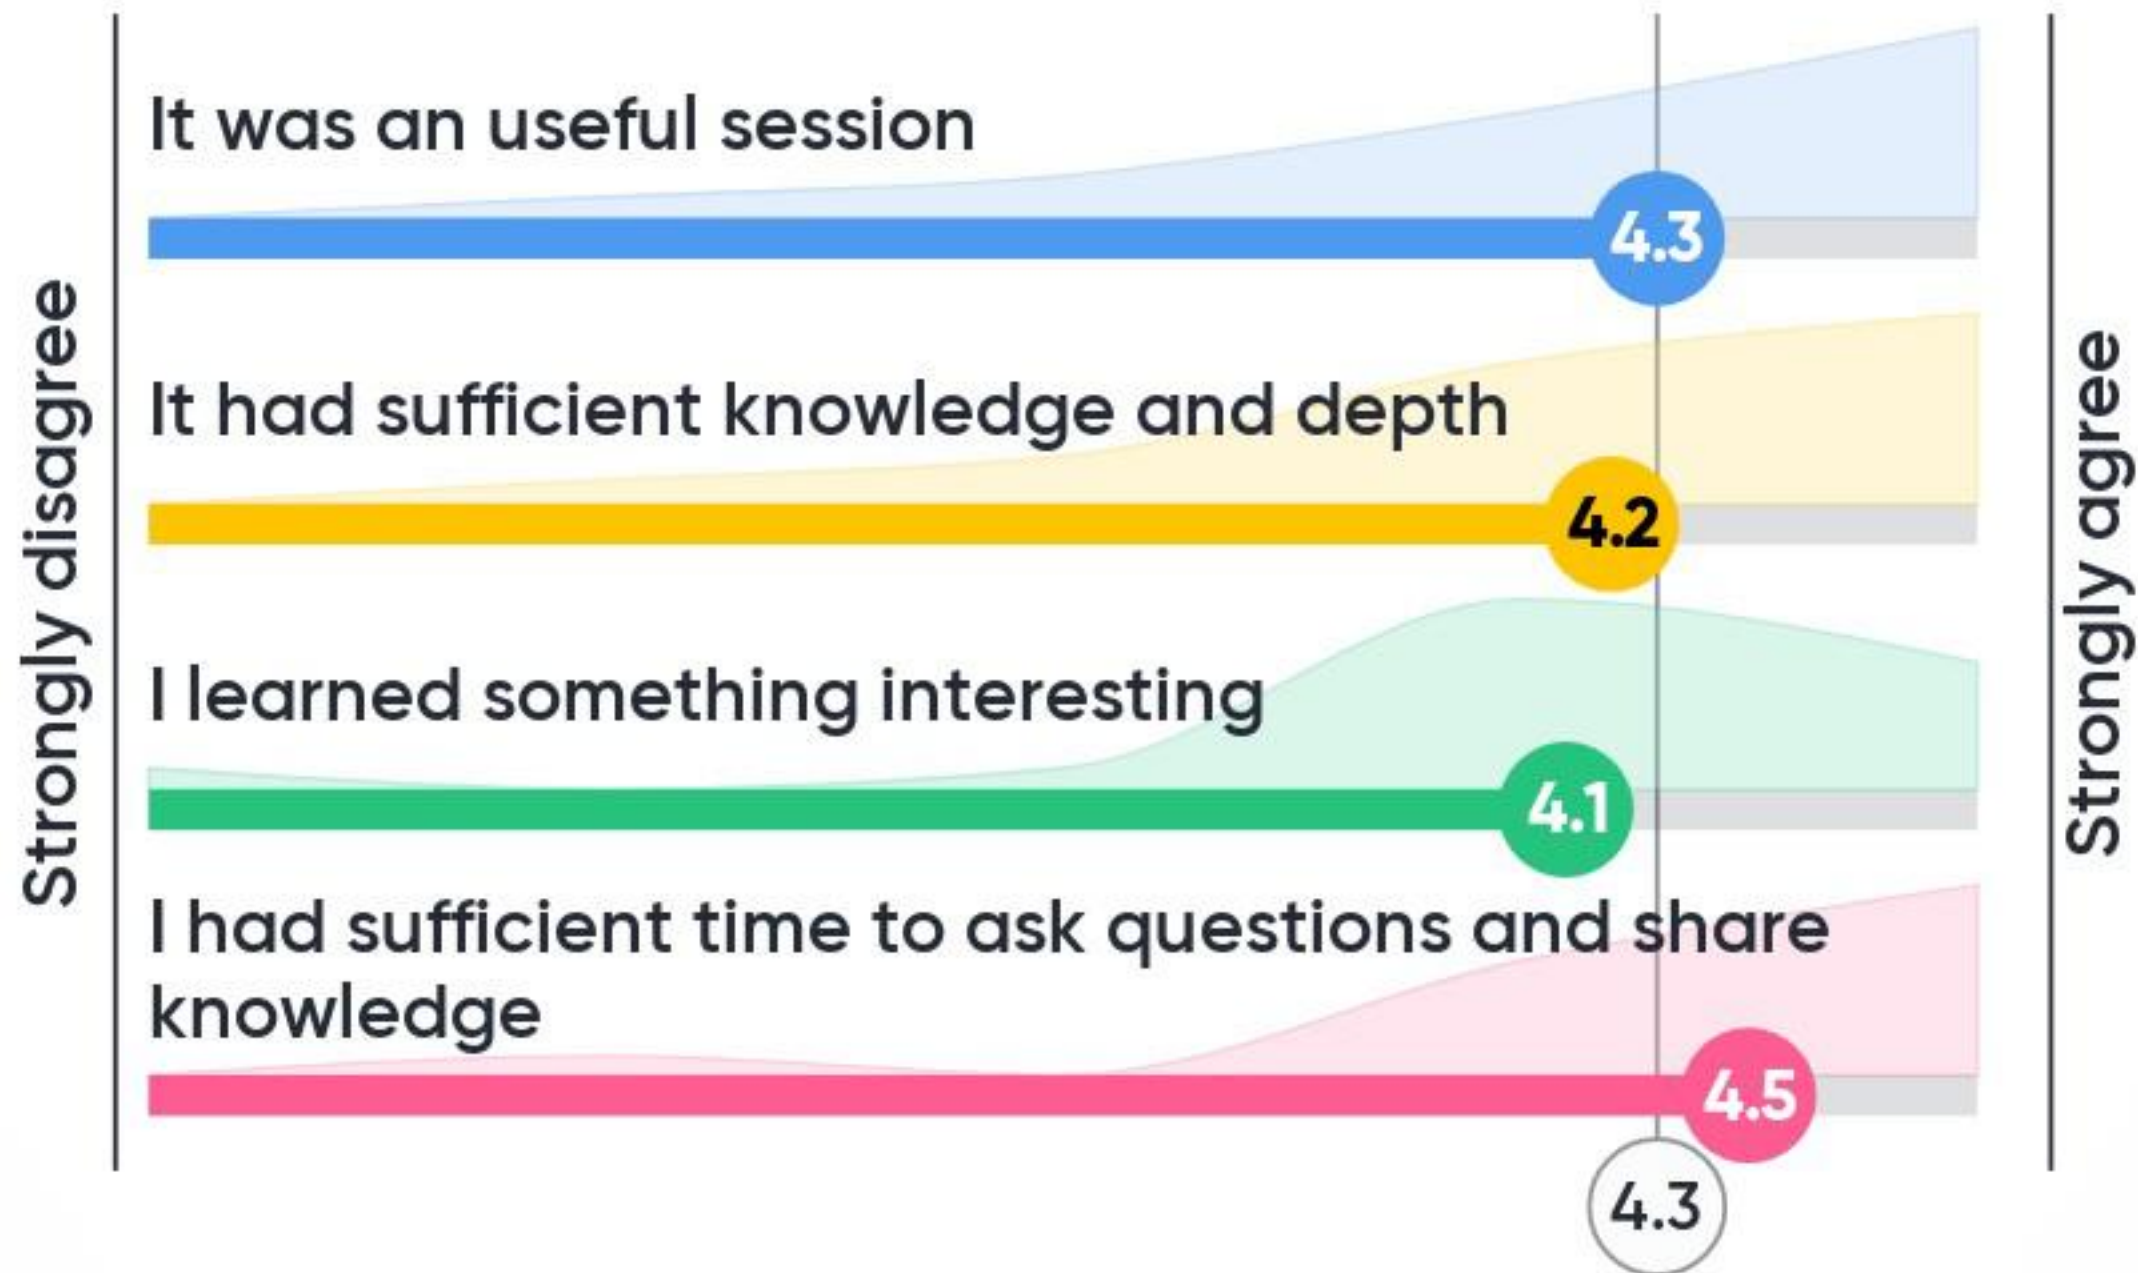 It was an useful session
4.3
It had sufficient knowledge and depth
4.2
I learned something interesting
4.1
I had sufficient time to ask questions and share
knowledge
4.5
4.3
Strongly disagree
Strongly agree